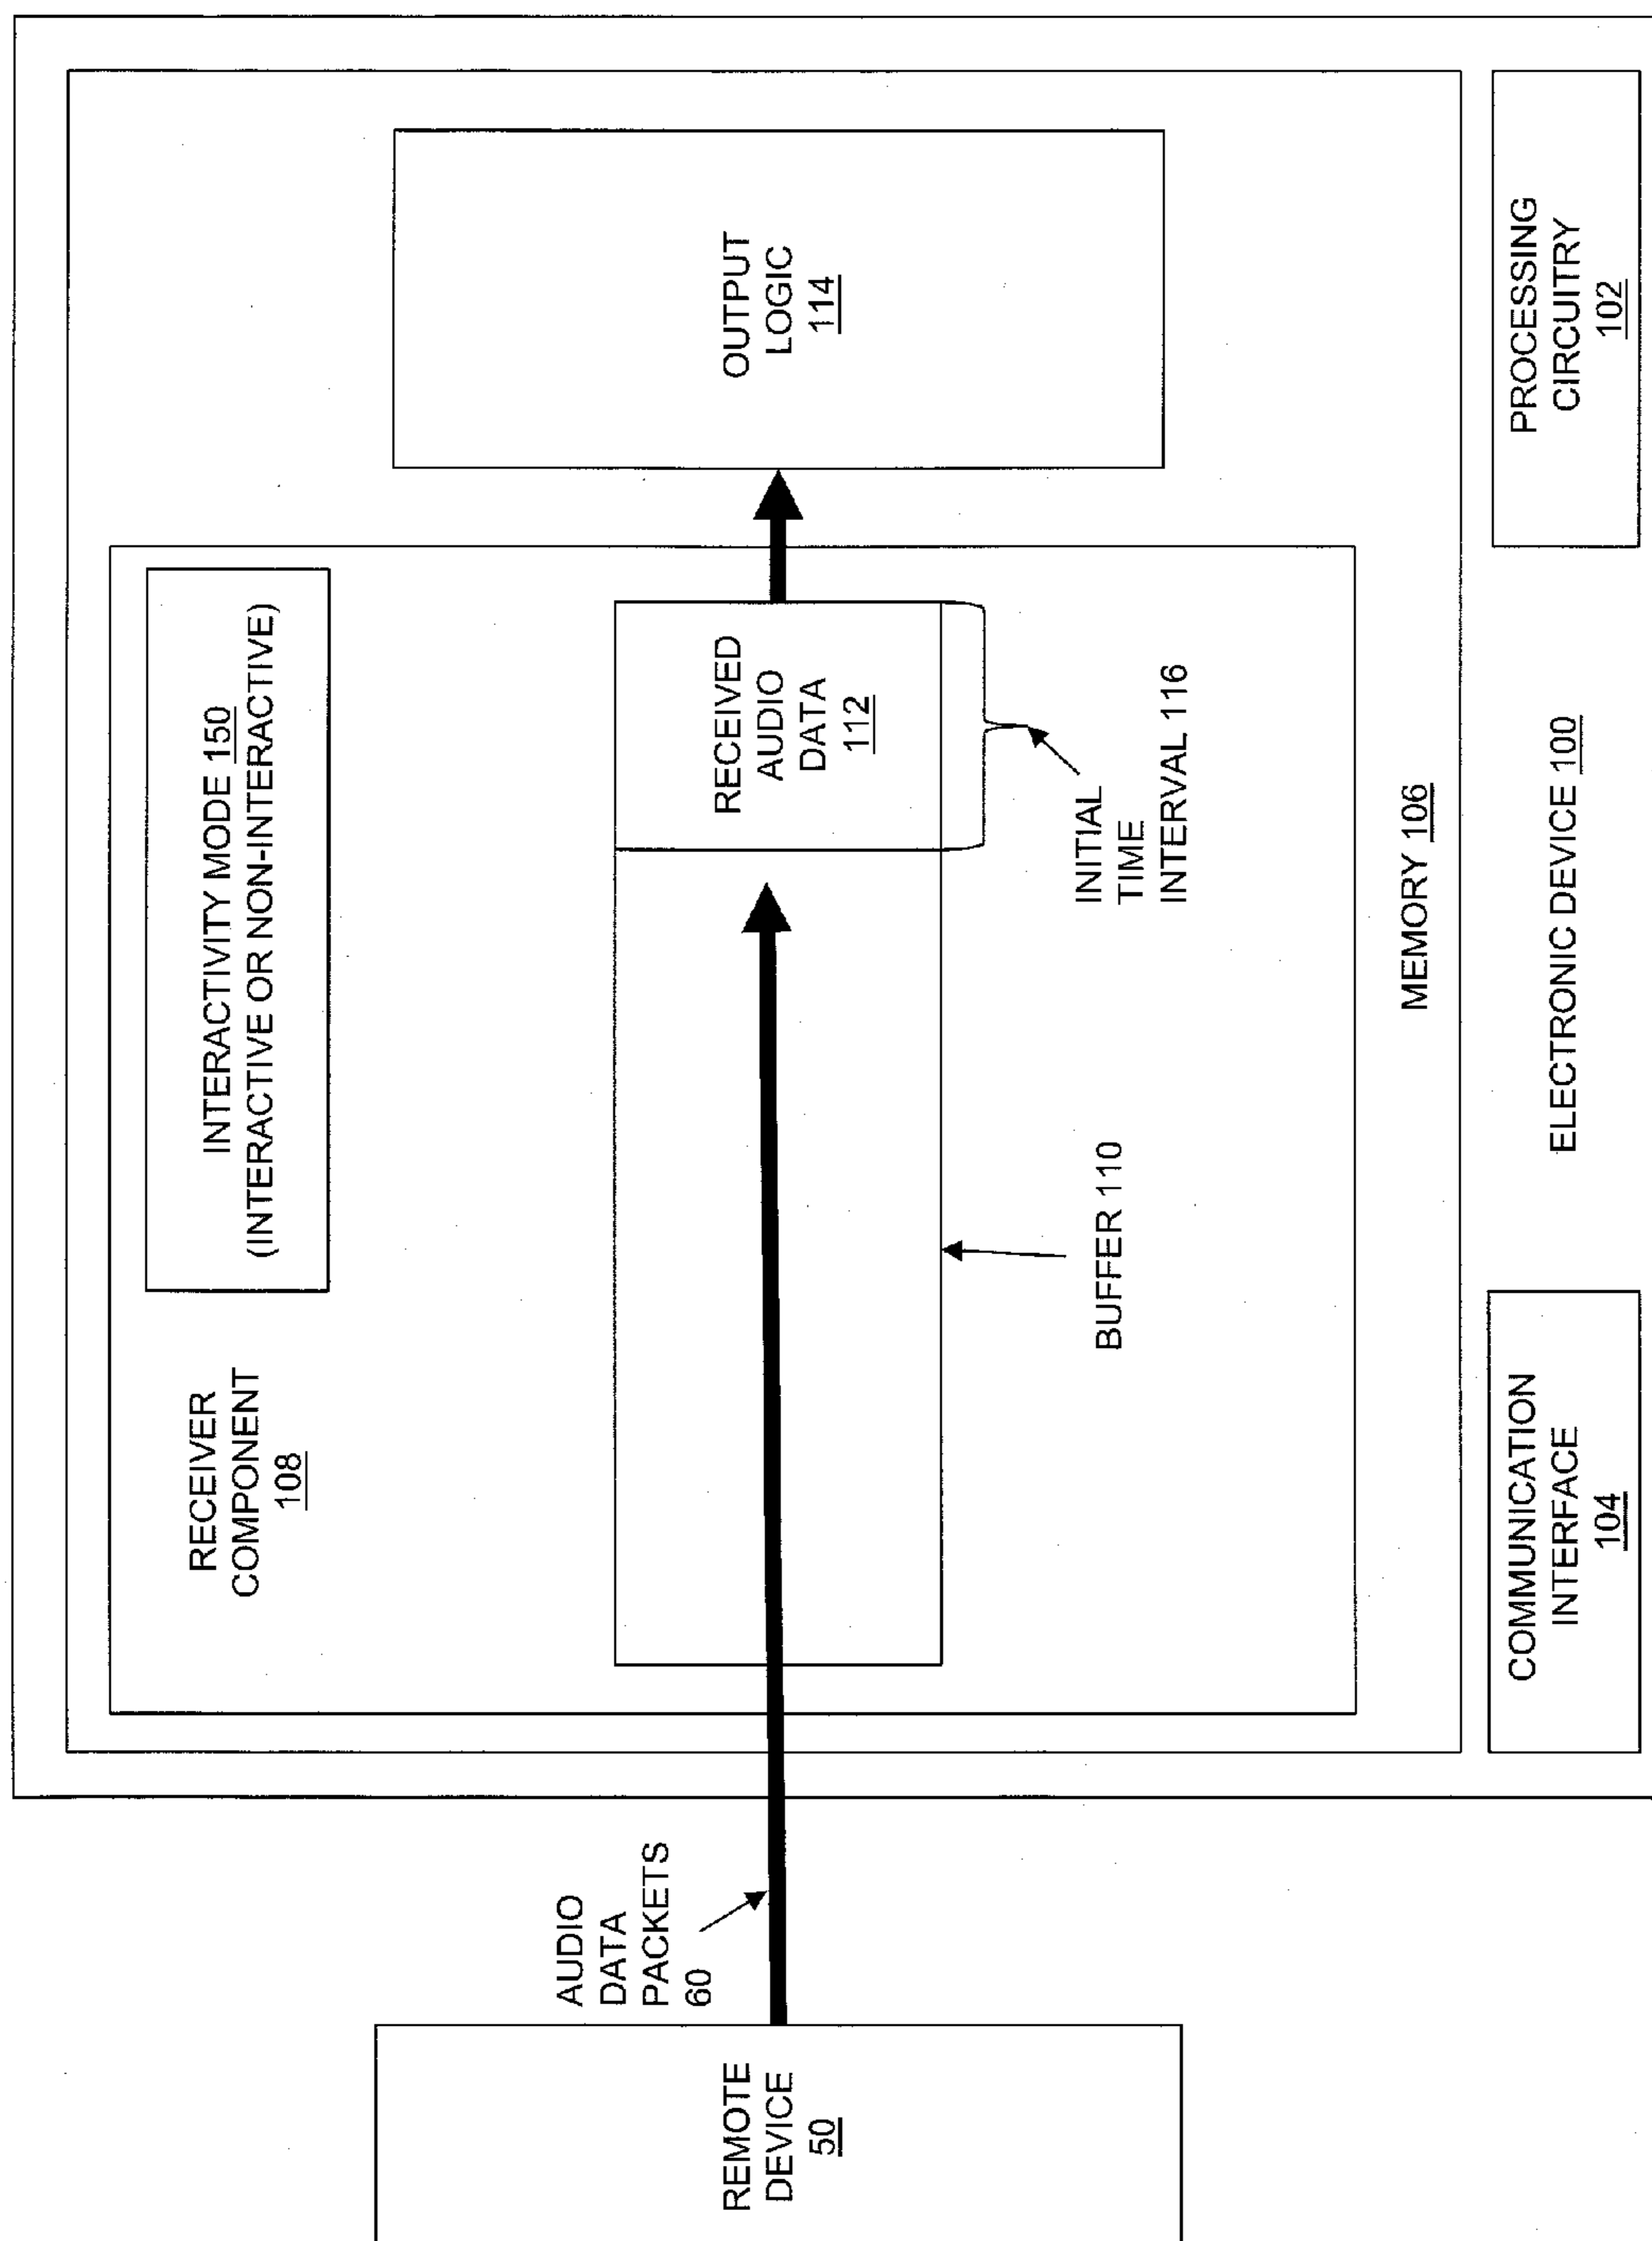 REMOTE
DEVICE
50
AUDIO
DATA
PACKETS
60
RECEIVER
COMPONENT
108
INTERACTIVITY MODE 150
(INTERACTIVE OR NON-INTERACTIVE)
RECEIVED
AUDIO
DATA
112
OUTPUT
LOGIC
114
BUFFER 110
INITIAL
TIME
INTERVAL 116
MEMORY 106
COMMUNICATION
INTERFACE
104
ELECTRONIC DEVICE 100
PROCESSING
CIRCUITRY
102